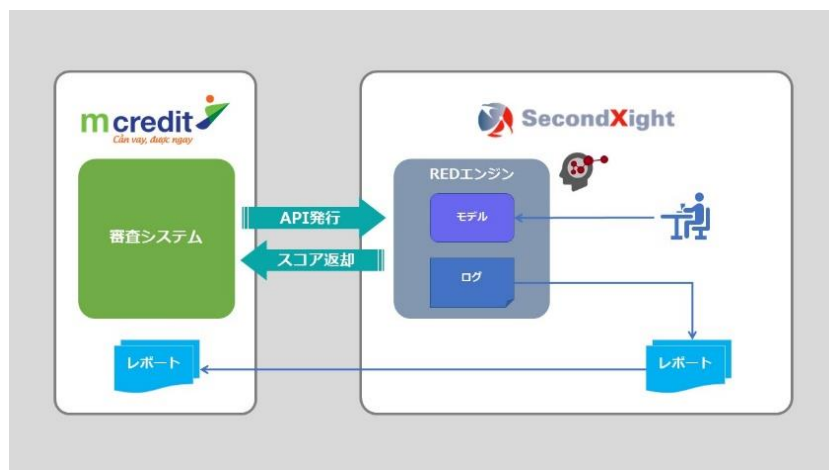 mcredit
Cần vay, được ngay
SecondXight
審査システム
API発行
スコア返却
REDエンジン
モデル
ログ
レポート
レポート